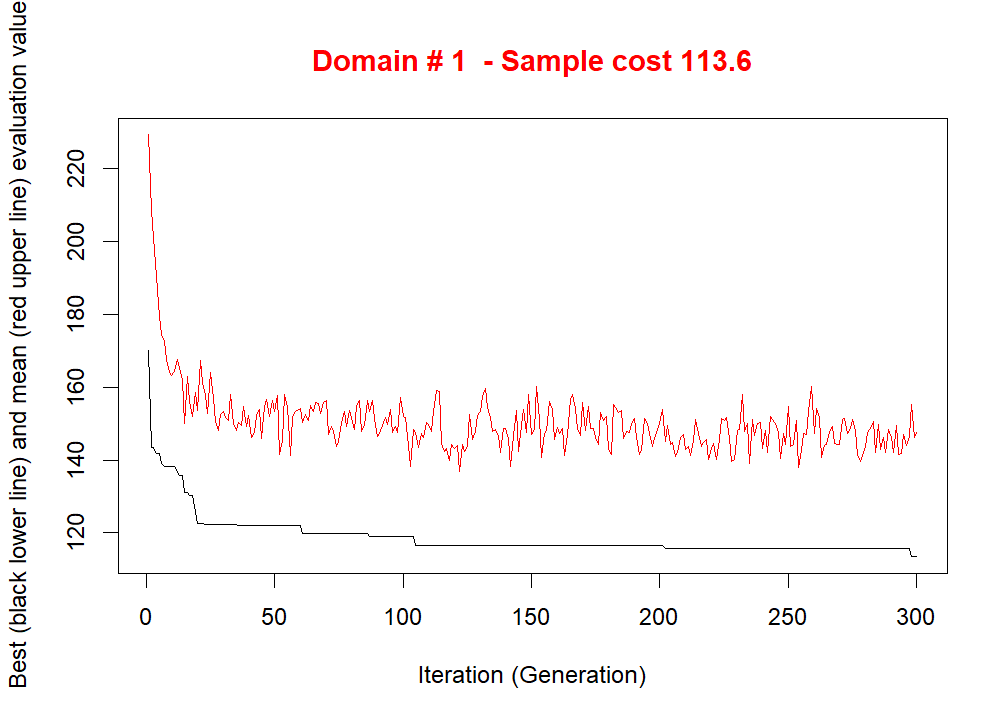 Domain # 1  - Sample cost 113.6
Best (black lower line) and mean (red upper line) evaluation value
220
200
180
160
140
120
0 50 100 150 200 250 300
Iteration (Generation)